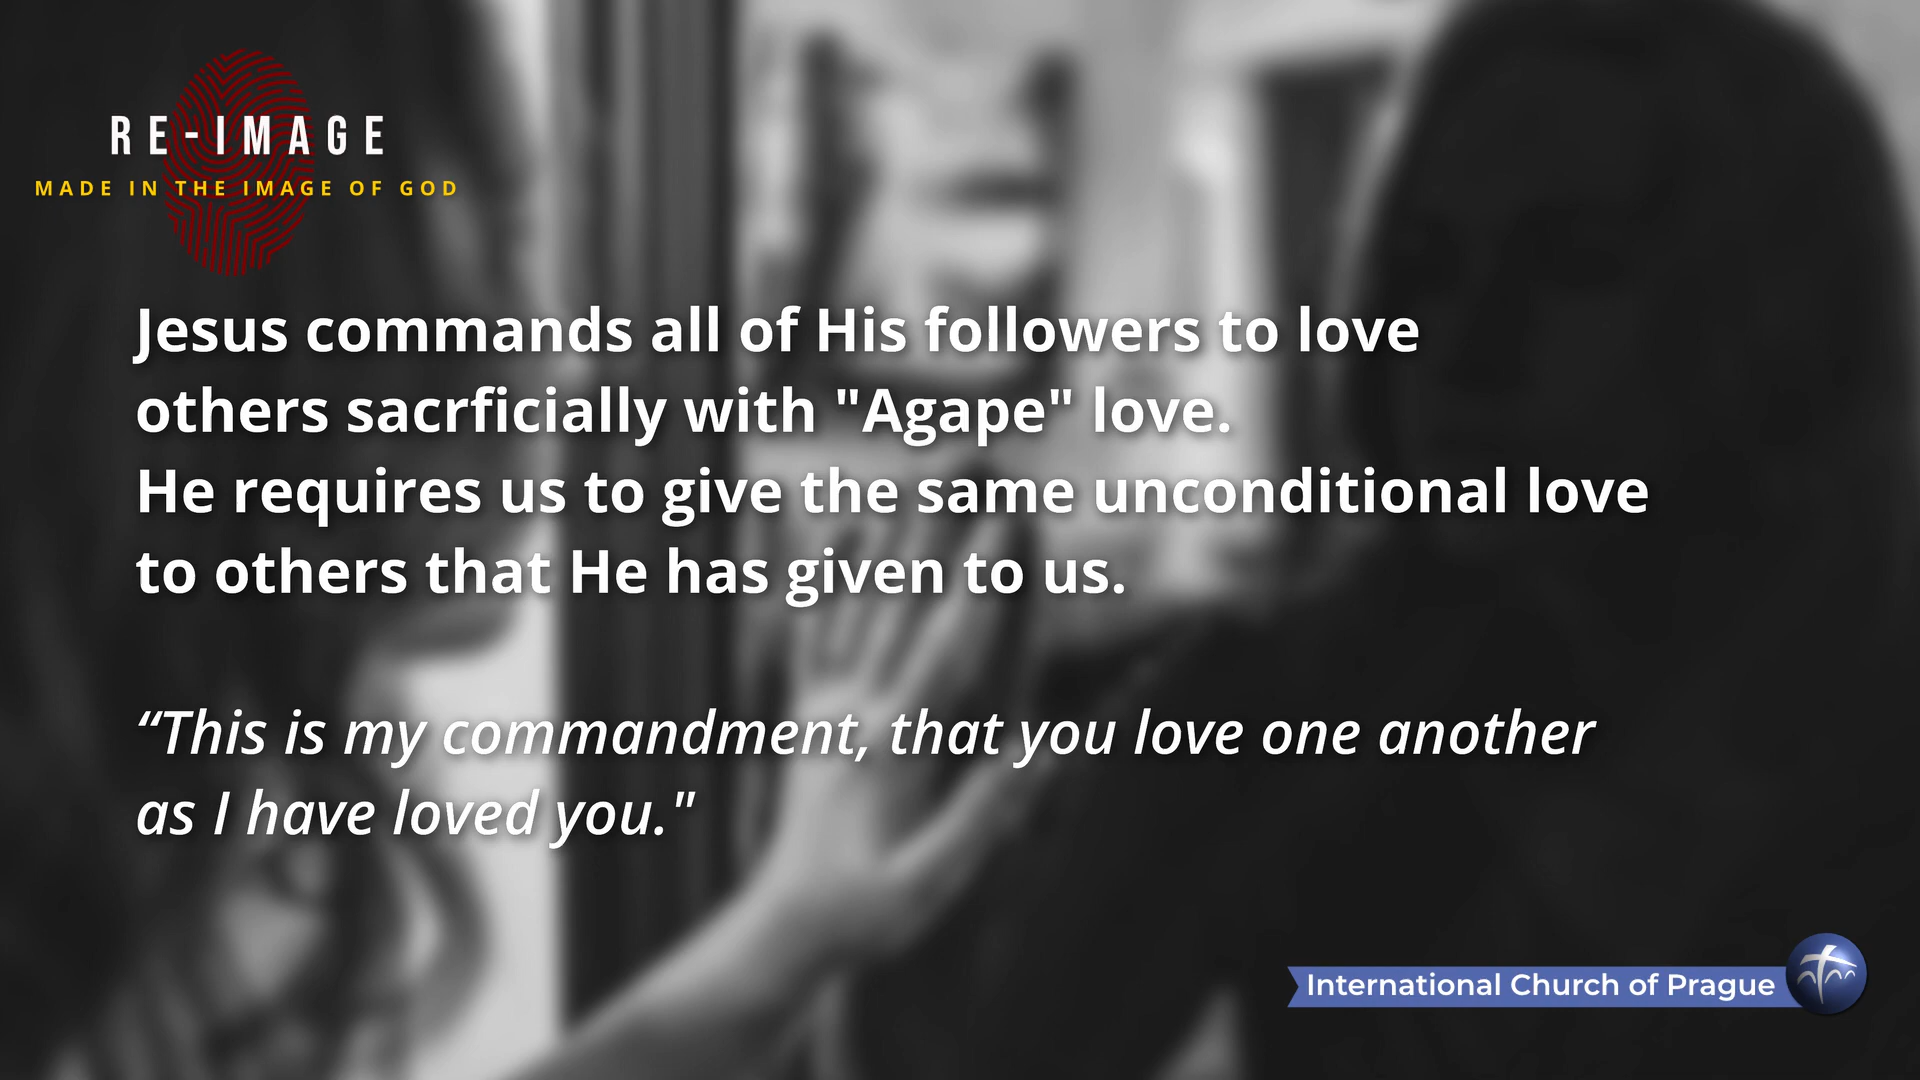 RE-IMAGE
MADE IN THE IMAGE OF GOD
Jesus commands all of His followers to love
others sacrficially with "Agape" love.
He requires us to give the same unconditional love
to others that He has given to us.
“This is my commandment, that you love one another
as I have loved you."
International Church of Prague